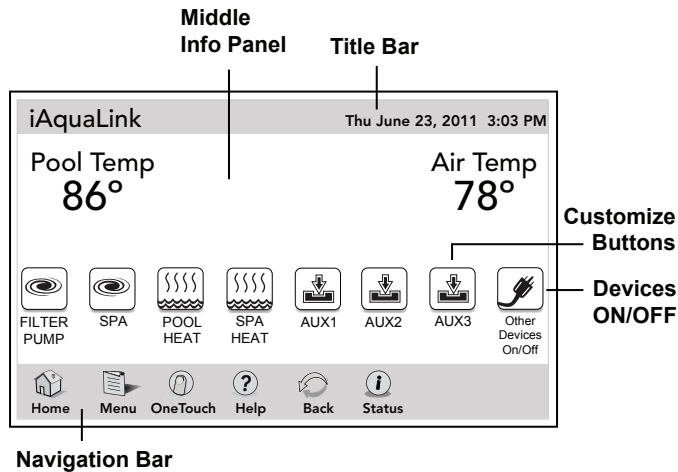 Middle
Info Panel
Title Bar
iAquaLink
Thu June 23, 2011 3:03 PM
Pool Temp
86°
Air Temp
78°
Customize
Buttons
Devices
ON/OFF
FILTER
PUMP
SPA
POOL
HEAT
SPA
HEAT
AUX1
AUX2
AUX3
Other
Devices
On/Off
Home
Menu
OneTouch
?
Help
Back
i
Status
Navigation Bar